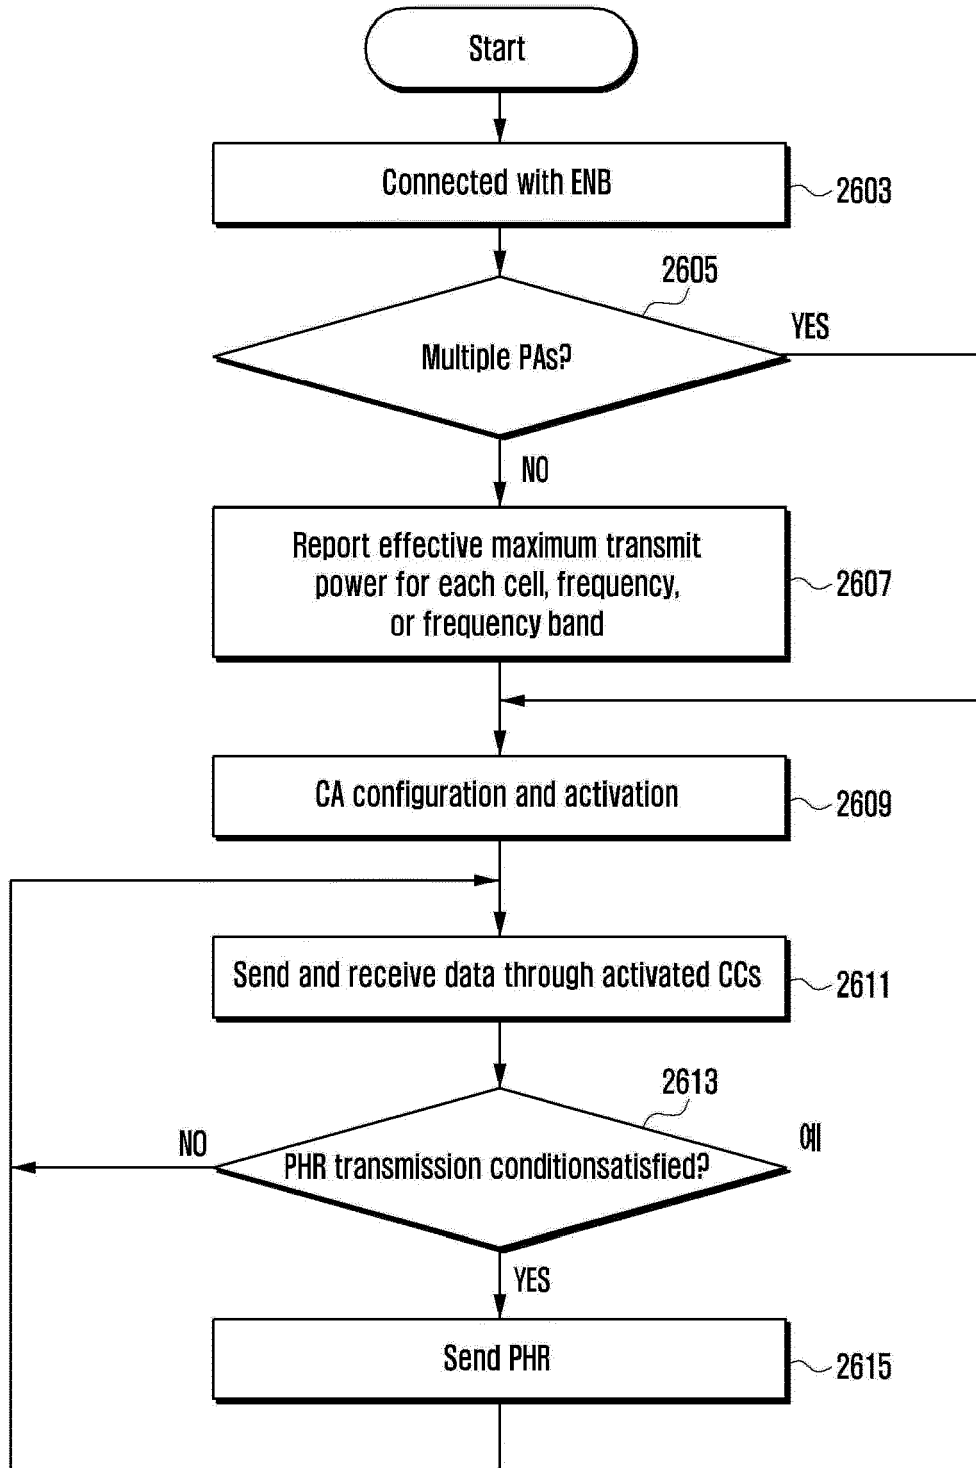 Start
Connected with ENB
2603
2605
Multiple PAs?
YES
NO
Report effective maximum transmit
power for each cell, frequency,
or frequency band
2607
CA configuration and activation
2609
Send and receive data through activated CCs
2611
2613
PHR transmission conditionsatisfied?
예
NO
YES
Send PHR
2615